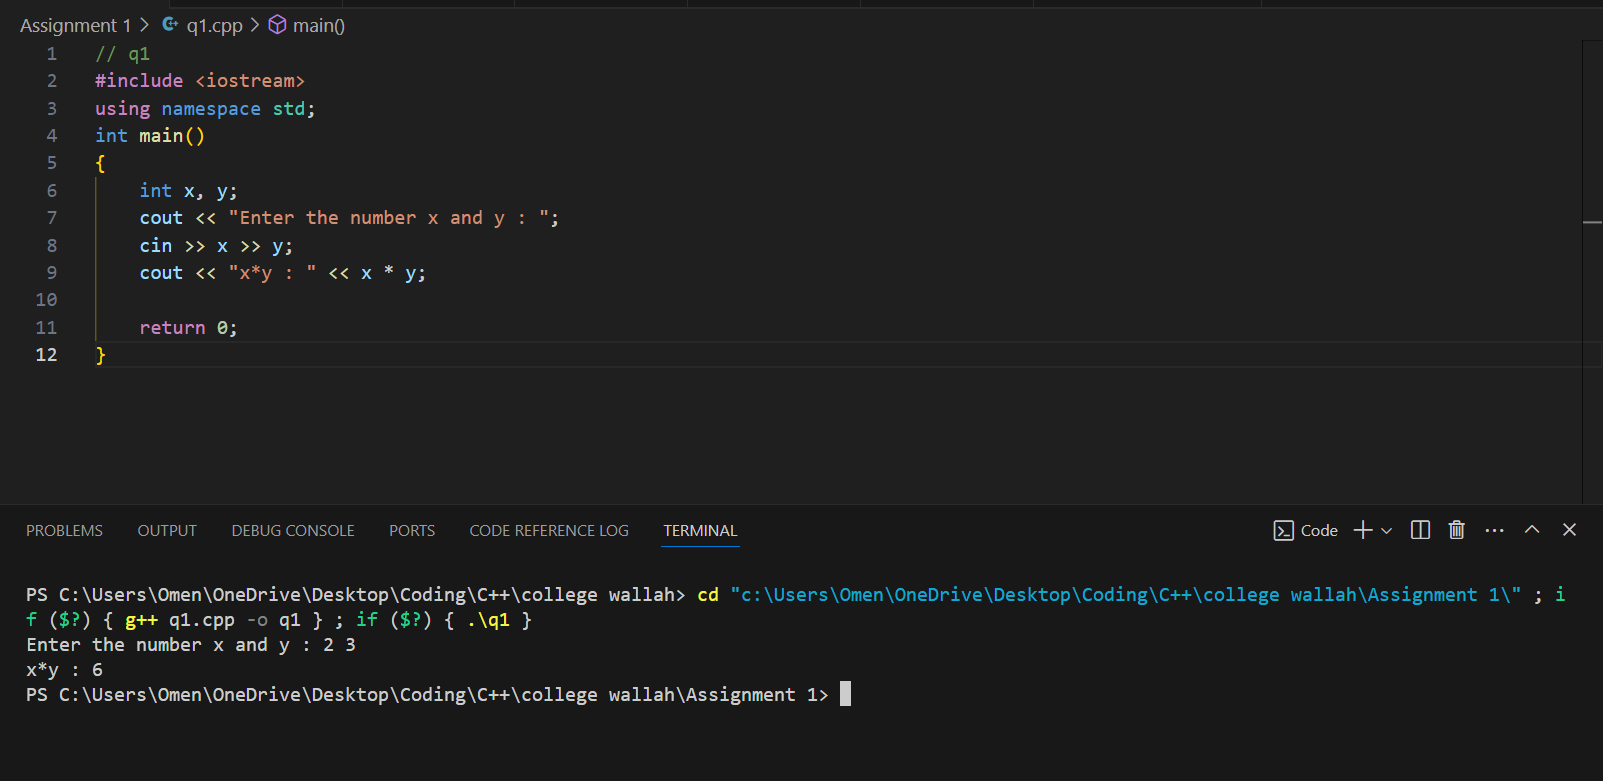 Assignment 1 > q1.cpp > main()
1 // q1
2 #include <iostream>
3 using namespace std;
4 int main()
5 {
6     int x, y;
7     cout << "Enter the number x and y : ";
8     cin >> x >> y;
9     cout << "x*y : " << x * y;
10
11     return 0;
12 }
PROBLEMS OUTPUT DEBUG CONSOLE PORTS CODE REFERENCE LOG TERMINAL Code
PS C:\Users\Omen\OneDrive\Desktop\Coding\C++\college wallah> cd "c:\Users\Omen\OneDrive\Desktop\Coding\C++\college wallah\Assignment 1\" ; i
f ($?) { g++ q1.cpp -o q1 } ; if ($?) { .\q1 }
Enter the number x and y : 2 3
x*y : 6
PS C:\Users\Omen\OneDrive\Desktop\Coding\C++\college wallah\Assignment 1>